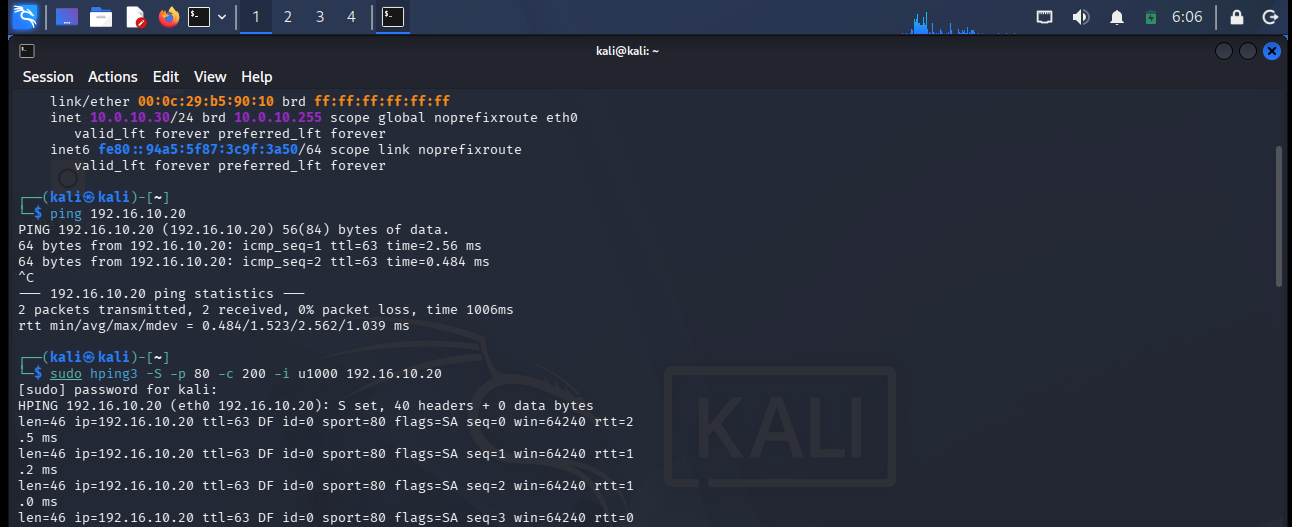 1 2 3 4 6:06
kali@kali: ~
Session Actions Edit View Help
link/ether 00:0c:29:b5:90:10 brd ff:ff:ff:ff:ff:ff
inet 10.0.10.30/24 brd 10.0.10.255 scope global noprefixroute eth0
valid_lft forever preferred_lft forever
inet6 fe80::94a5:5f87:3c9f:3a50/64 scope link noprefixroute
valid_lft forever preferred_lft forever
┌──(kali㉿kali)-[~]
└─$ ping 192.16.10.20
PING 192.16.10.20 (192.16.10.20) 56(84) bytes of data.
64 bytes from 192.16.10.20: icmp_seq=1 ttl=63 time=2.56 ms
64 bytes from 192.16.10.20: icmp_seq=2 ttl=63 time=0.484 ms
^C
--- 192.16.10.20 ping statistics ---
2 packets transmitted, 2 received, 0% packet loss, time 1006ms
rtt min/avg/max/mdev = 0.484/1.523/2.562/1.039 ms
┌──(kali㉿kali)-[~]
└─$ sudo hping3 -S -p 80 -c 200 -i u1000 192.16.10.20
[sudo] password for kali:
HPING 192.16.10.20 (eth0 192.16.10.20): S set, 40 headers + 0 data bytes
len=46 ip=192.16.10.20 ttl=63 DF id=0 sport=80 flags=SA seq=0 win=64240 rtt=2
.5 ms
len=46 ip=192.16.10.20 ttl=63 DF id=0 sport=80 flags=SA seq=1 win=64240 rtt=1
.2 ms
len=46 ip=192.16.10.20 ttl=63 DF id=0 sport=80 flags=SA seq=2 win=64240 rtt=1
.0 ms
len=46 ip=192.16.10.20 ttl=63 DF id=0 sport=80 flags=SA seq=3 win=64240 rtt=0
KALI